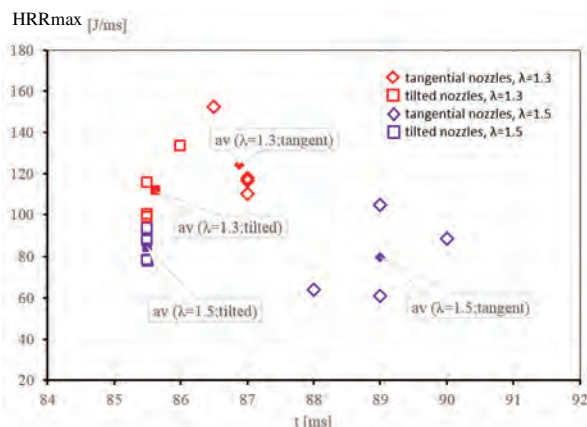 HRRmax [J/ms]
180
160
140
120
100
80
60
40
20
84 85 86 87 88 89 90 91 92
t [ms]
tangential nozzles, λ=1.3
tilted nozzles, λ=1.3
tangential nozzles, λ=1.5
tilted nozzles, λ=1.5
av (λ=1.3;tangent)
av (λ=1.3;tilted)
av (λ=1.5;tilted)
av (λ=1.5;tangent)